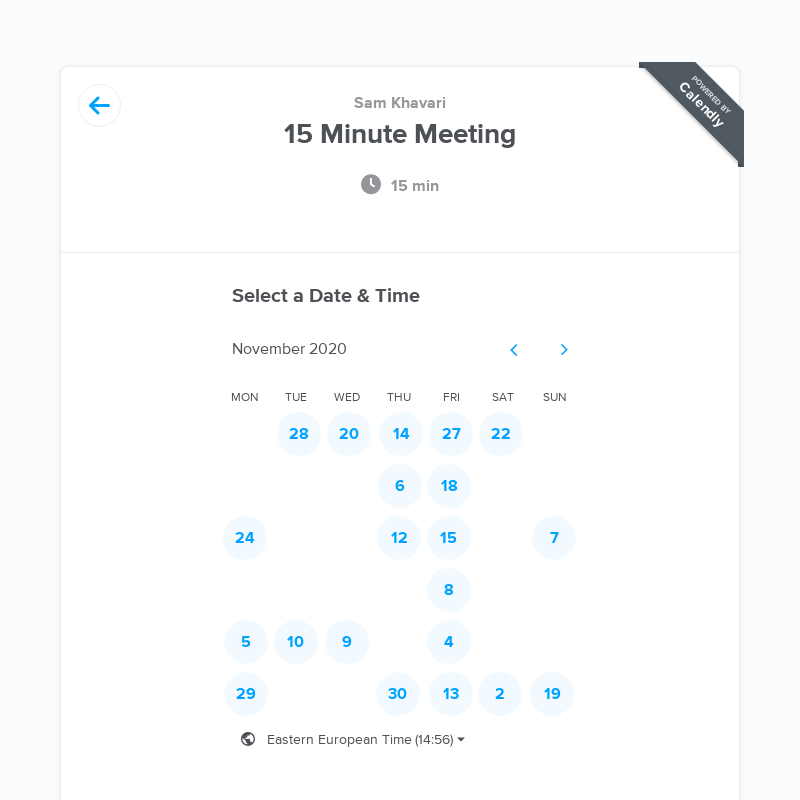 POWERED BY
Calendly
Sam Khavari
15 Minute Meeting
15 min
Select a Date & Time
November 2020
MON TUE WED THU FRI SAT SUN
28 20 14 27 22
6 18
24 12 15 7
8
5 10 9 4
29 30 13 2 19
Eastern European Time (14:56)